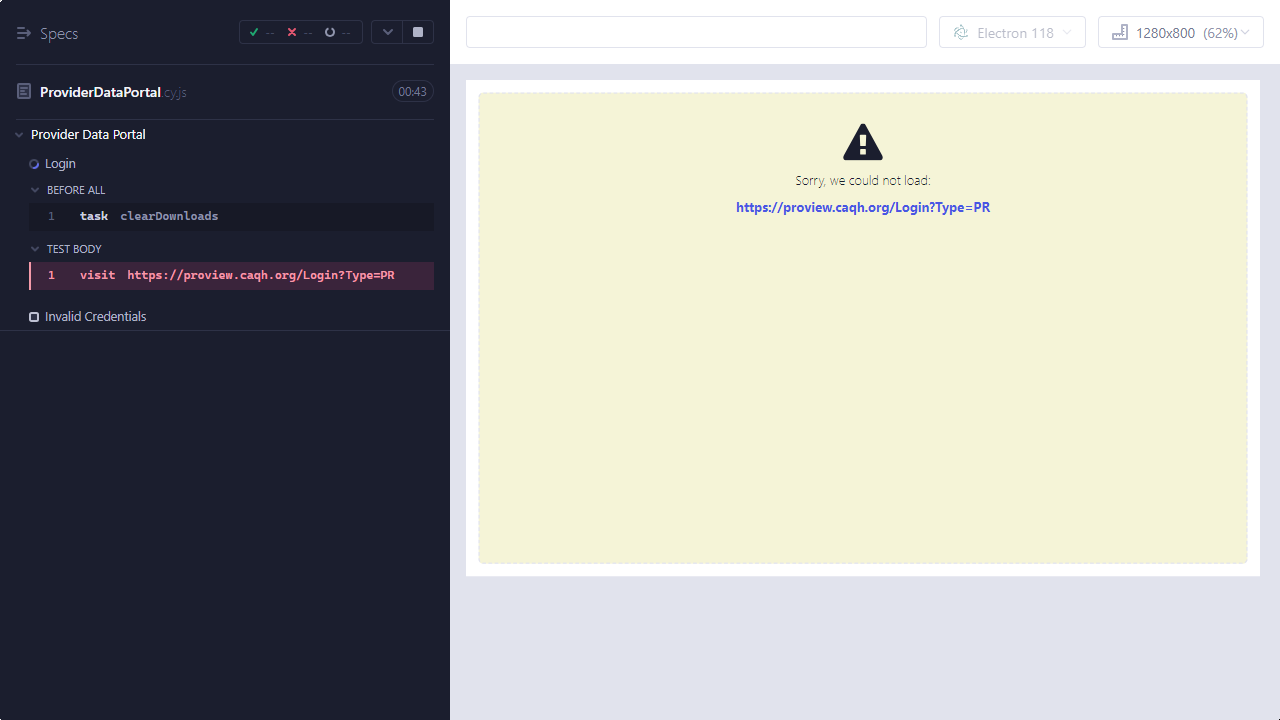 Specs
-- -- --
ProviderDataPortal.cy.js 00:43
Provider Data Portal
Login
BEFORE ALL
1 task clearDownloads
TEST BODY
1 visit https://proview.caqh.org/Login?Type=PR
Invalid Credentials
Electron 118
1280x800 (62%)
Sorry, we could not load:
https://proview.caqh.org/Login?Type=PR